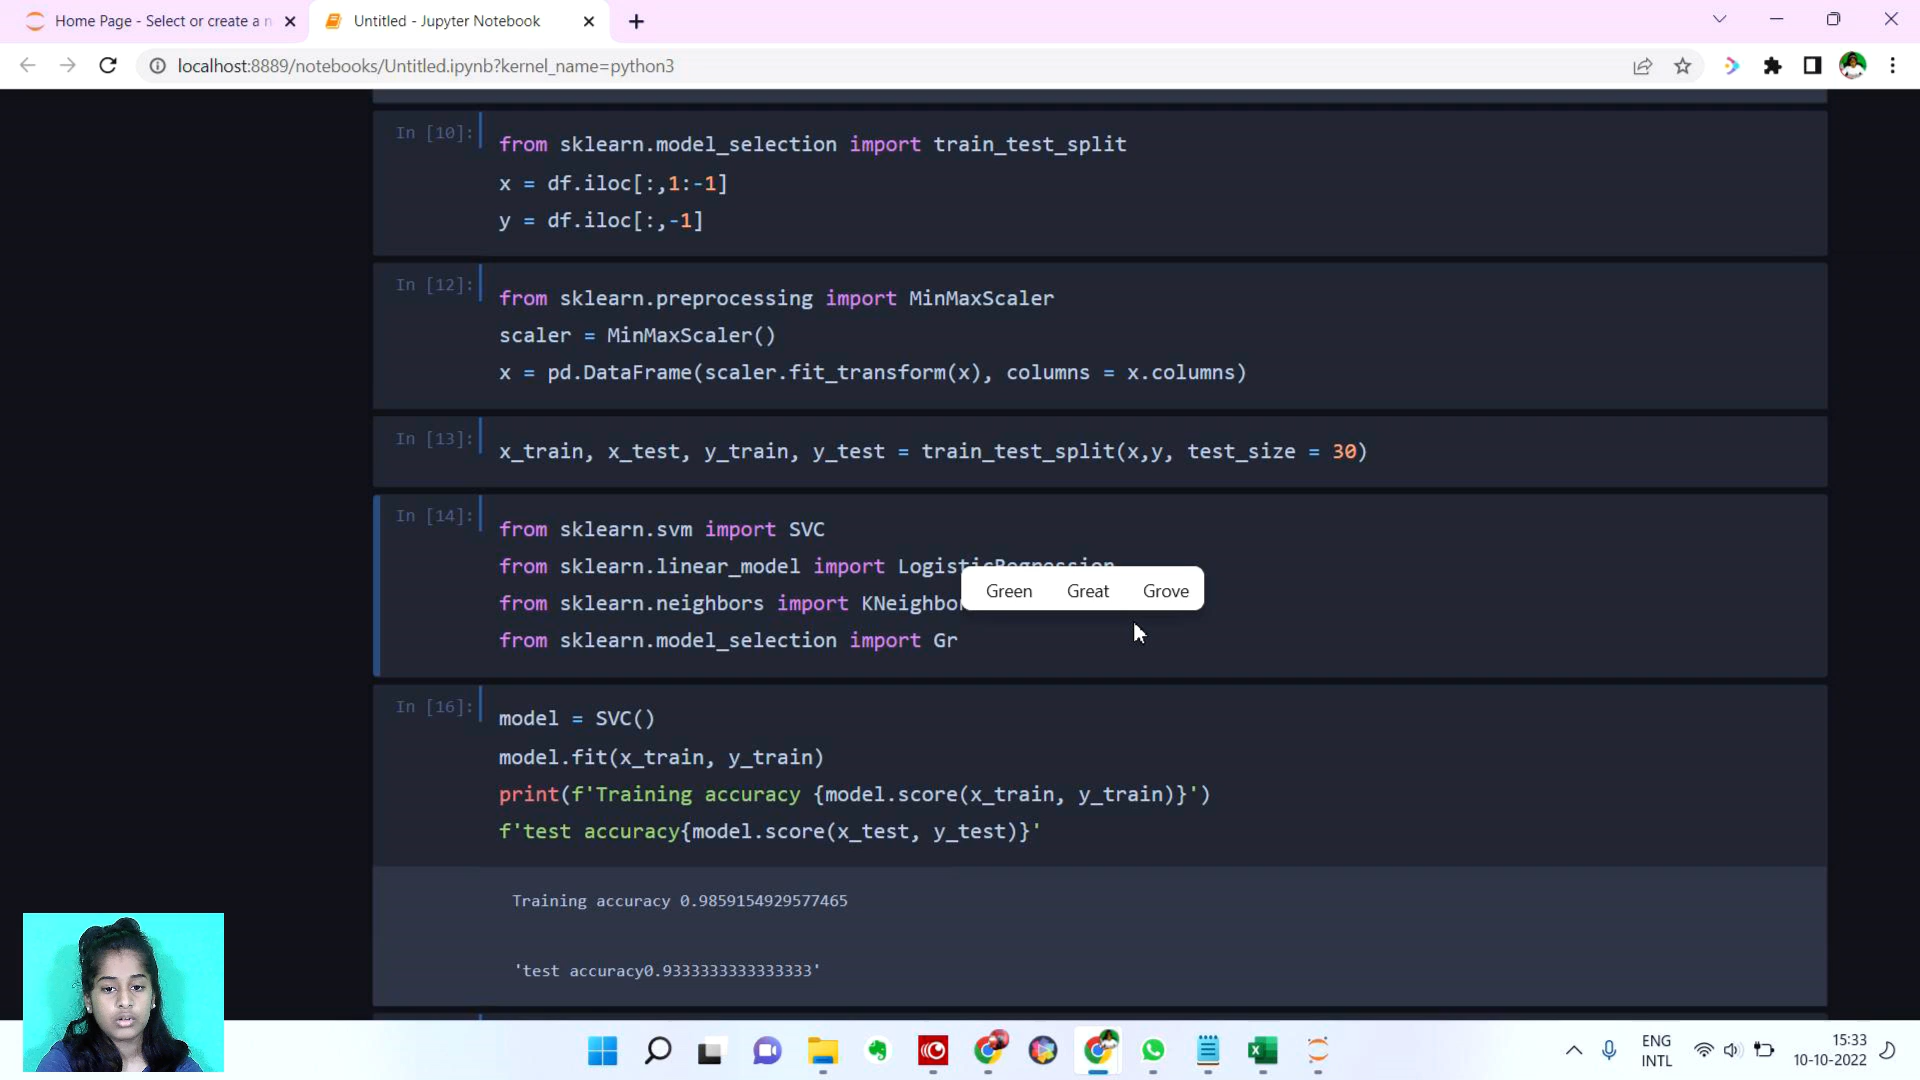 Home Page - Select or create a n
Untitled - Jupyter Notebook
localhost:8889/notebooks/Untitled.ipynb?kernel_name=python3
In [10]:
from sklearn.model_selection import train_test_split
x = df.iloc[:,1:-1]
y = df.iloc[:,-1]
In [12]:
from sklearn.preprocessing import MinMaxScaler
scaler = MinMaxScaler()
x = pd.DataFrame(scaler.fit_transform(x), columns = x.columns)
In [13]:
x_train, x_test, y_train, y_test = train_test_split(x,y, test_size = 30)
In [14]:
from sklearn.svm import SVC
from sklearn.linear_model import LogisticRegression
from sklearn.neighbors import KNeighbor
Green Great Grove
from sklearn.model_selection import Gr
In [16]:
model = SVC()
model.fit(x_train, y_train)
print(f'Training accuracy {model.score(x_train, y_train)}')
f'test accuracy{model.score(x_test, y_test)}'
Training accuracy 0.9859154929577465
'test accuracy0.9333333333333333'
ENG
INTL
15:33
10-10-2022